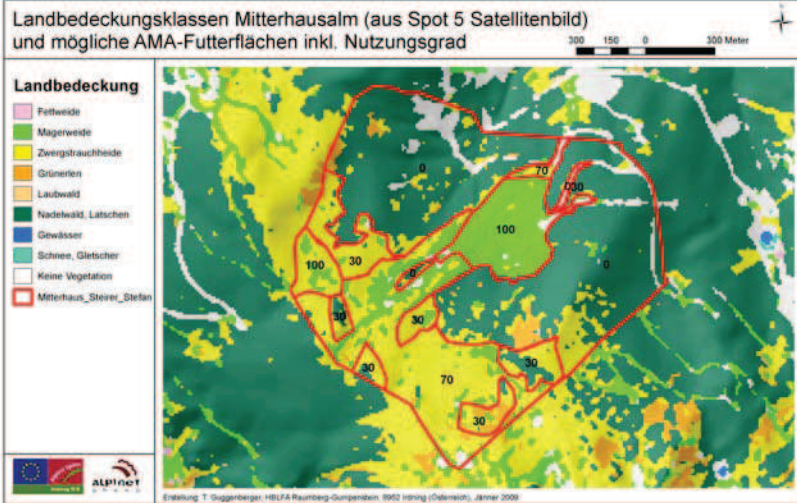 Landbedeckungsklassen Mitterhausalm (aus Spot 5 Satellitenbild)
und mögliche AMA-Futterflächen inkl. Nutzungsgrad
300 150 0 300 Meter
Landbedeckung
Fettweide
Magerweide
Zwergstrauchheide
Grünerlen
Laubwald
Nadelwald, Latschen
Gewässer
Schnee, Gletscher
Keine Vegetation
Mitterhaus_Steirer_Stefan
0
70
0
30
100
100
30
0
0
30
30
30
30
70
30
ALPINET
Erstellung: T. Guggenberger, HBLFA Raumberg-Gumpenstein, 8952 Irdning (Österreich), Jänner 2009